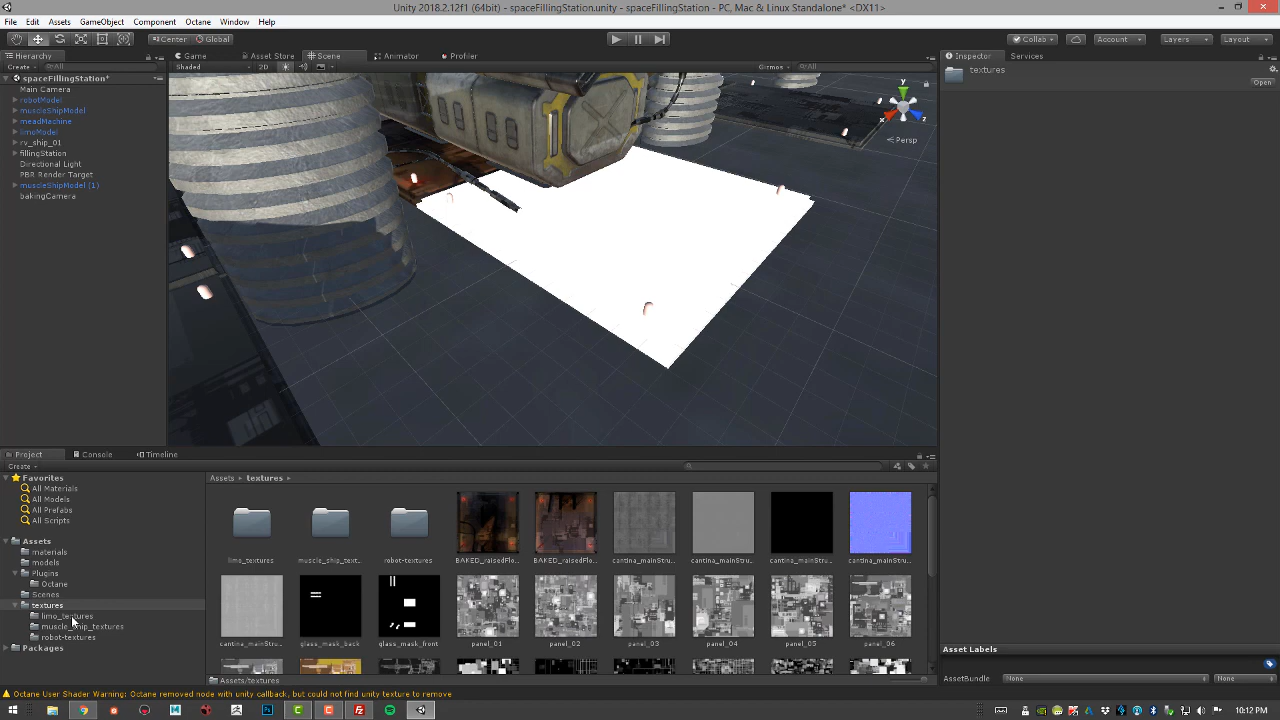 Unity 2018.2.12f1 (64bit) - spaceFillingStation.unity - spaceFillingStation - PC, Mac & Linux Standalone* <DX11>
File Edit Assets GameObject Component Octane Window Help
Center Global Collab Account Layers Layout
Hierarchy Game Asset Store Scene Animator Profiler Inspector Services
Create All Shaded 2D Gizmos All textures Open
spaceFillingStation*
Main Camera
robotModel
muscleShipModel
meadMachine
limoModel
rv_ship_01
fillingStation
Directional Light
PBR Render Target
muscleShipModel (1)
bakingCamera
y
x z
Persp
Project Console Timeline
Create
Favorites
All Materials
All Models
All Prefabs
All Scripts
Assets
materials
models
Plugins
Octane
Scenes
textures
limo_textures
muscle_ship_textures
robot-textures
Packages
Assets textures
limo_textures muscle_ship_text... robot-textures BAKED_raisedFlo... BAKED_raisedFlo... cantina_mainStru... cantina_mainStru... cantina_mainStru... cantina_mainStru...
cantina_mainStru... glass_mask_back glass_mask_front panel_01 panel_02 panel_03 panel_04 panel_05 panel_06
Assets/textures
Asset Labels
AssetBundle None None
Octane User Shader Warning: Octane removed node with unity callback, but could not find unity texture to remove
10:12 PM